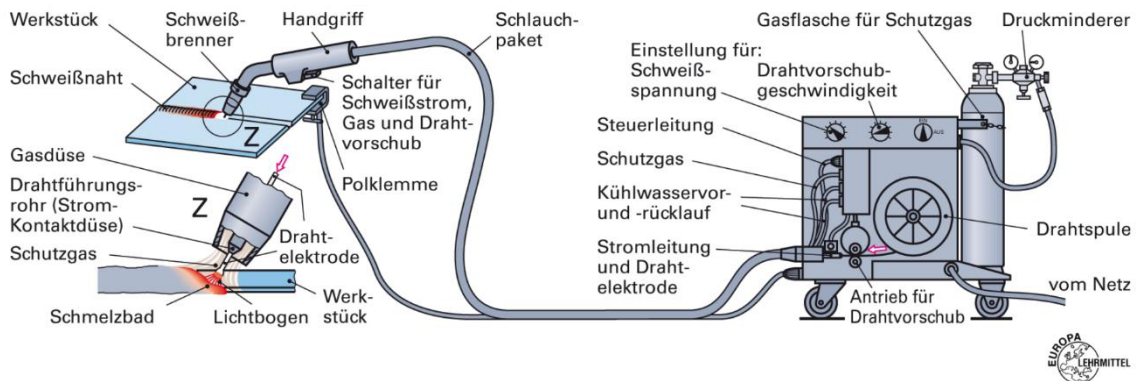 Werkstück
Schweiß-
brenner
Handgriff
Schlauch-
paket
Schweißnaht
Schalter für
Schweißstrom,
Gas und Draht-
vorschub
Z
Polklemme
Gasdüse
Drahtführungs-
rohr (Strom-
Kontaktdüse)
Z
Schutzgas
Draht-
elektrode
Schmelzbad
Lichtbogen
Werk-
stück
Gasflasche für Schutzgas
Druckminderer
Einstellung für:
Schweiß-
spannung
Drahtvorschub-
geschwindigkeit
EIN
AUS
Steuerleitung
Schutzgas
Kühlwasservor-
und -rücklauf
Stromleitung
und Draht-
elektrode
Drahtspule
Antrieb für
Drahtvorschub
vom Netz
EUROPA
LEHRMITTEL